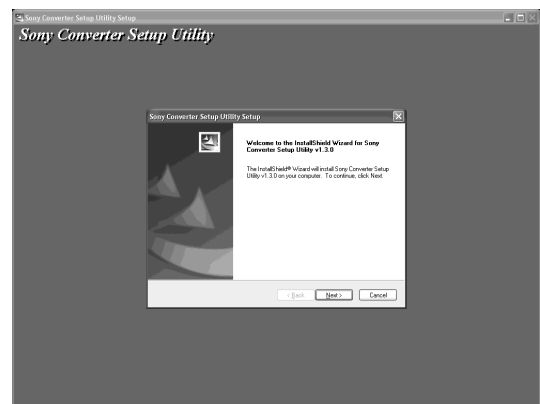 Sony Converter Setup Utility Setup
Sony Converter Setup Utility
Sony Converter Setup Utility Setup
Welcome to the InstallShield Wizard for Sony
Converter Setup Utility v1.3.0
The InstallShield® Wizard will install Sony Converter Setup
Utility v1.3.0 on your computer. To continue, click Next
< Back
Next >
Cancel